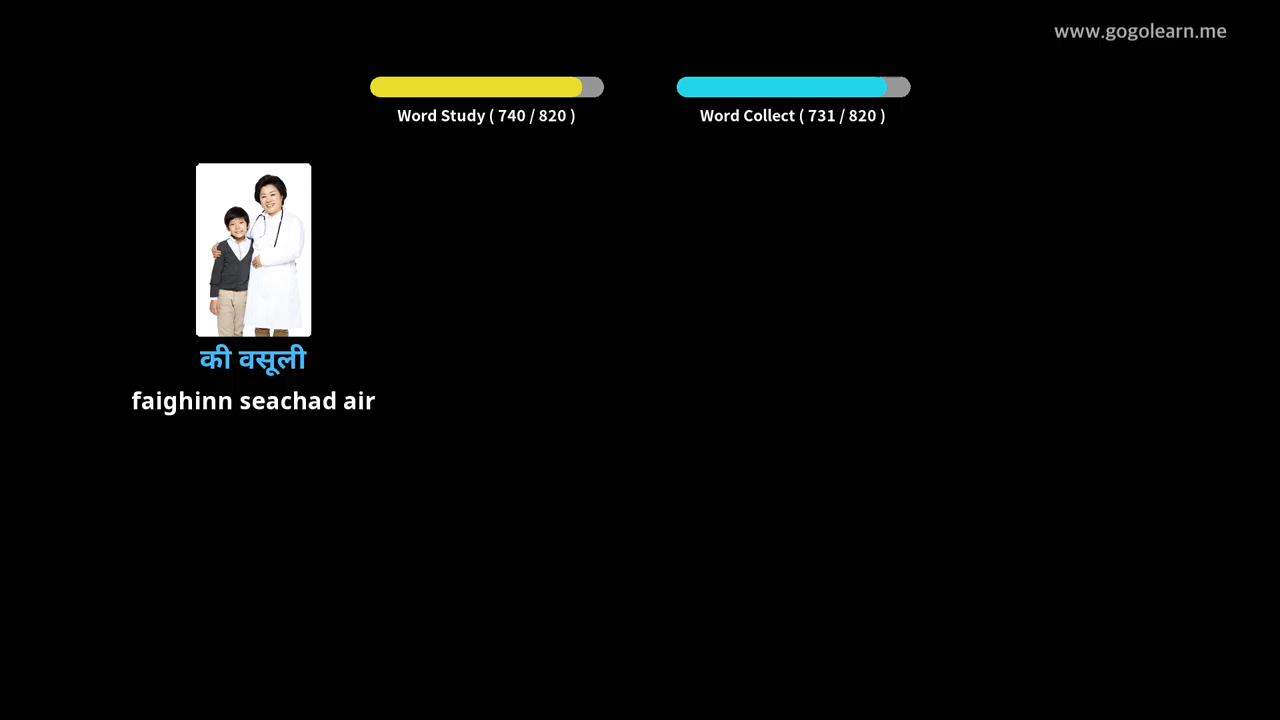 www.gogolearn.me
Word Study ( 740 / 820 )
Word Collect ( 731 / 820 )
की वसूली
faighinn seachad air